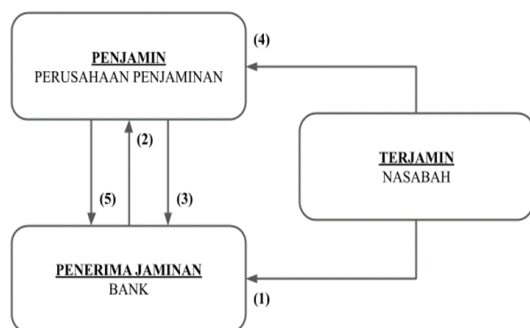 (4)
PENJAMIN
PERUSAHAAN PENJAMINAN
(2)
(5)
(3)
TERJAMIN
NASABAH
PENERIMA JAMINAN
BANK
(1)